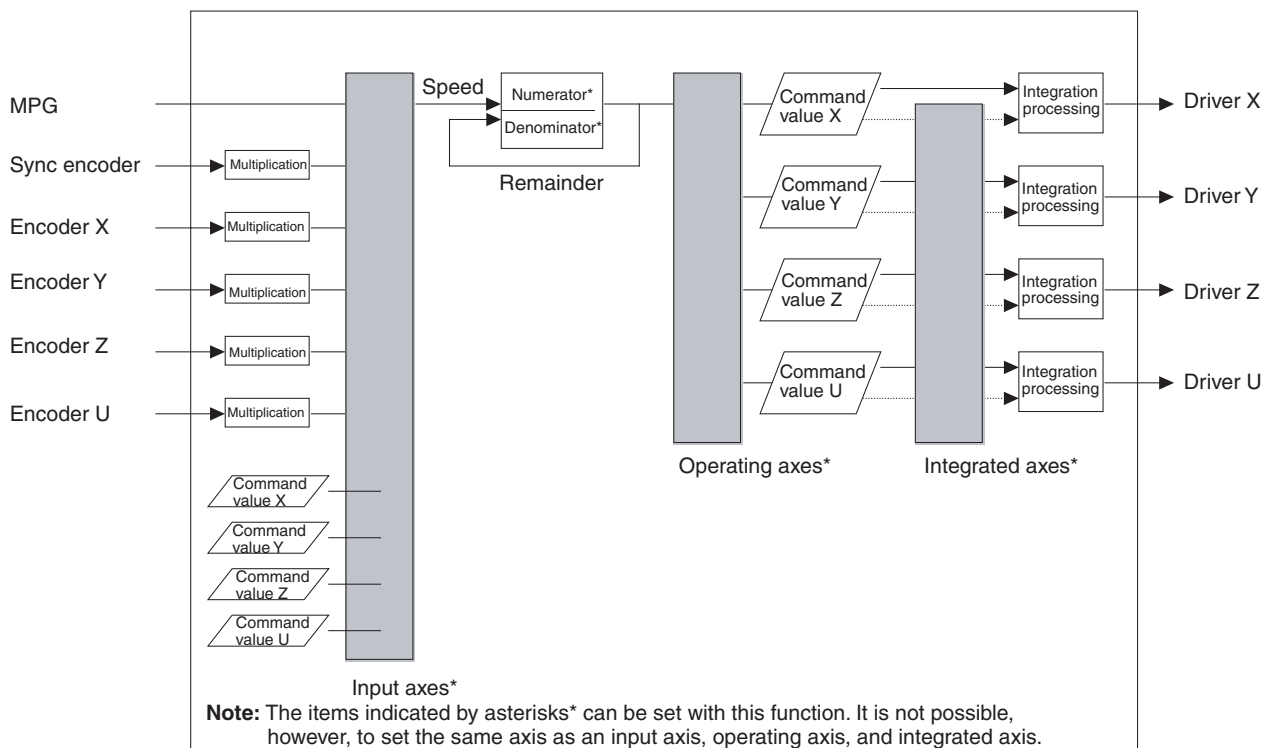 MPG
Sync encoder
Encoder X
Encoder Y
Encoder Z
Encoder U
Multiplication
Multiplication
Multiplication
Multiplication
Multiplication
Command
value X
Command
value Y
Command
value Z
Command
value U
Input axes*
Speed
Numerator*
Denominator*
Remainder
Operating axes*
Command
value X
Command
value Y
Command
value Z
Command
value U
Integrated axes*
Integration
processing
Integration
processing
Integration
processing
Integration
processing
Driver X
Driver Y
Driver Z
Driver U
Note: The items indicated by asterisks* can be set with this function. It is not possible,
however, to set the same axis as an input axis, operating axis, and integrated axis.